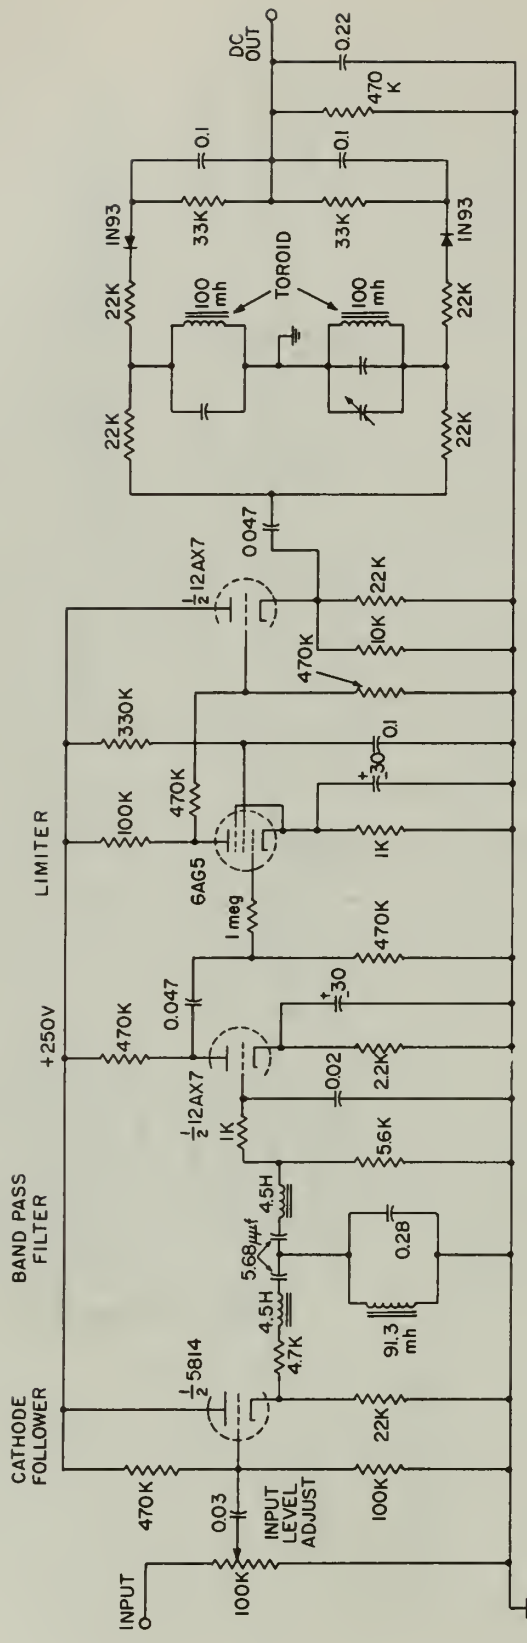 CATHODE
FOLLOWER
BAND PASS
FILTER
+250V
LIMITER
INPUT
100K
0.03
INPUT
LEVEL
ADJUST
470K
100K
½ 5814
22K
4.7K
4.5H
5.68μμf
4.5H
91.3
mh
0.28
5.6K
1K
½ 12AX7
0.02
2.2K
+
-30
470K
0.047
1 meg
470K
6AG5
100K
470K
330K
1K
+
-30
0.1
470K
½ 12AX7
10K
22K
0.047
22K
22K
22K
22K
100
mh
TOROID
100
mh
1N93
1N93
33K
33K
0.1
0.1
DC
OUT
470
K
0.22